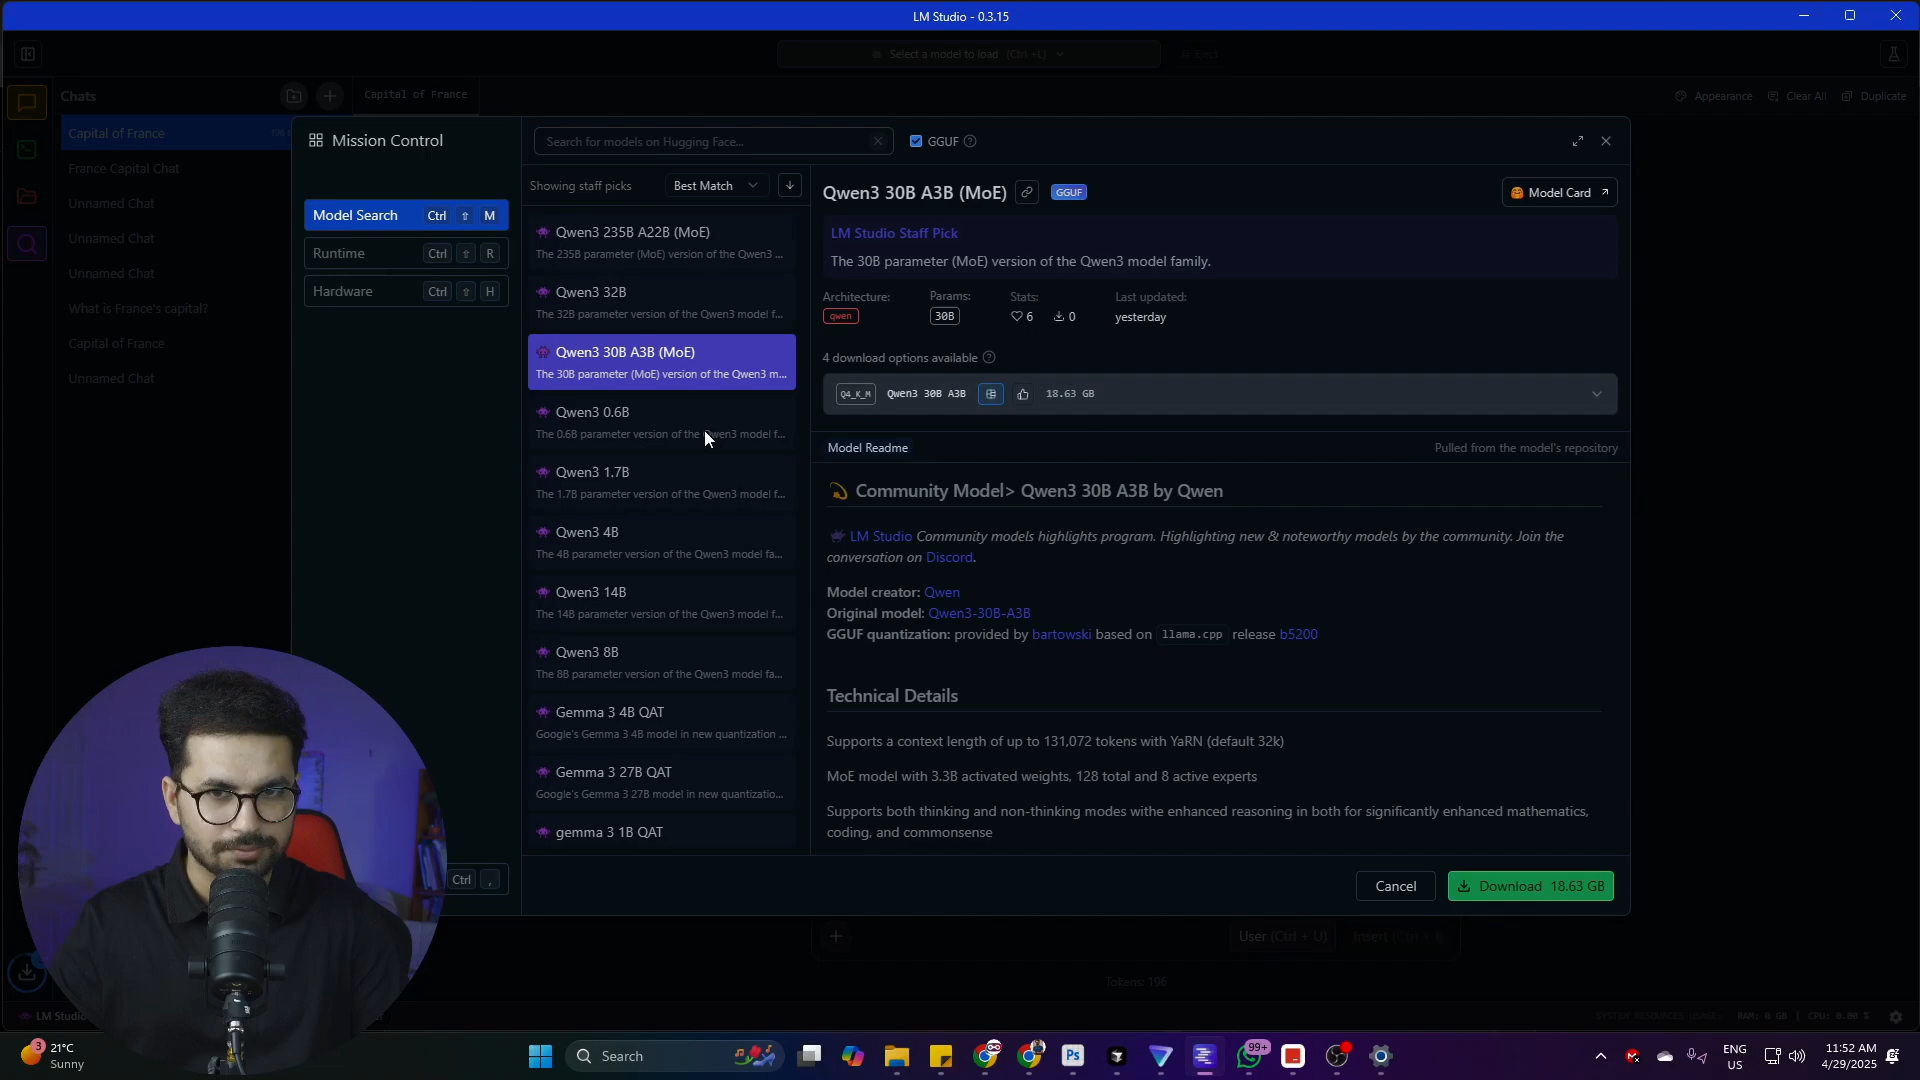 LM Studio - 0.3.15
Select a model to load (Ctrl + L)
Eject
Chats
Capital of France
Appearance
Clear All
Duplicate
Capital of France
France Capital Chat
Unnamed Chat
Unnamed Chat
Unnamed Chat
What is France's capital?
Capital of France
Unnamed Chat
Mission Control
Model Search Ctrl ⇧ M
Runtime Ctrl ⇧ R
Hardware Ctrl ⇧ H
Ctrl ,
Search for models on Hugging Face...
GGUF
Showing staff picks
Best Match
Qwen3 235B A22B (MoE)
The 235B parameter (MoE) version of the Qwen3 ...
Qwen3 32B
The 32B parameter version of the Qwen3 model f...
Qwen3 30B A3B (MoE)
The 30B parameter (MoE) version of the Qwen3 m...
Qwen3 0.6B
The 0.6B parameter version of the Qwen3 model f...
Qwen3 1.7B
The 1.7B parameter version of the Qwen3 model f...
Qwen3 4B
The 4B parameter version of the Qwen3 model fa...
Qwen3 14B
The 14B parameter version of the Qwen3 model f...
Qwen3 8B
The 8B parameter version of the Qwen3 model fa...
Gemma 3 4B QAT
Google's Gemma 3 4B model in new quantization ...
Gemma 3 27B QAT
Google's Gemma 3 27B model in new quantizatio...
gemma 3 1B QAT
Qwen3 30B A3B (MoE) GGUF
Model Card
LM Studio Staff Pick
The 30B parameter (MoE) version of the Qwen3 model family.
Architecture: Params: Stats: Last updated:
qwen 30B 6 0 yesterday
4 download options available
Q4_K_M Qwen3 30B A3B 18.63 GB
Model Readme
Pulled from the model's repository
Community Model> Qwen3 30B A3B by Qwen
LM Studio Community models highlights program. Highlighting new & noteworthy models by the community. Join the
conversation on Discord.
Model creator: Qwen
Original model: Qwen3-30B-A3B
GGUF quantization: provided by bartowski based on llama.cpp release b5200
Technical Details
Supports a context length of up to 131,072 tokens with YaRN (default 32k)
MoE model with 3.3B activated weights, 128 total and 8 active experts
Supports both thinking and non-thinking modes withe enhanced reasoning in both for significantly enhanced mathematics,
coding, and commonsense
Cancel
Download 18.63 GB
User (Ctrl + U)
Insert
Tokens: 196
LM Studio
SYSTEM RESOURCES USAGE: RAM: 0 GB | CPU: 0.00 %
3
21°C
Sunny
Search
Ps
99+
ENG
US
11:52 AM
4/29/2025